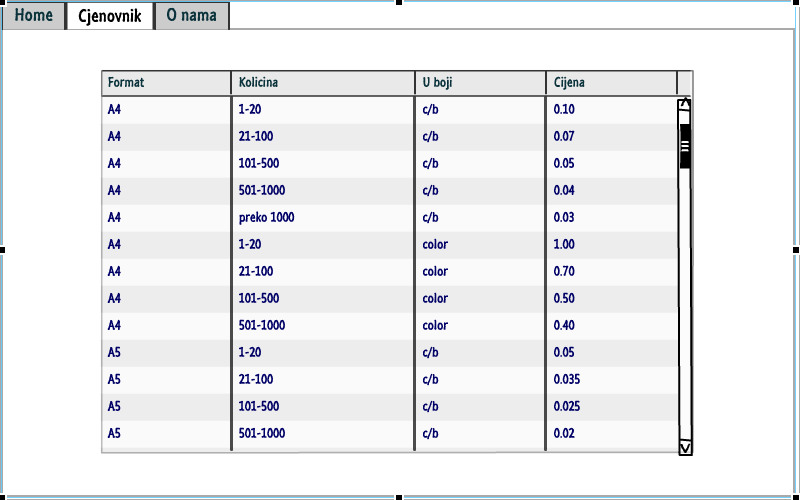 Home Cjenovnik O nama
Format Kolicina U boji Cijena
A4 1-20 c/b 0.10
A4 21-100 c/b 0.07
A4 101-500 c/b 0.05
A4 501-1000 c/b 0.04
A4 preko 1000 c/b 0.03
A4 1-20 color 1.00
A4 21-100 color 0.70
A4 101-500 color 0.50
A4 501-1000 color 0.40
A5 1-20 c/b 0.05
A5 21-100 c/b 0.035
A5 101-500 c/b 0.025
A5 501-1000 c/b 0.02